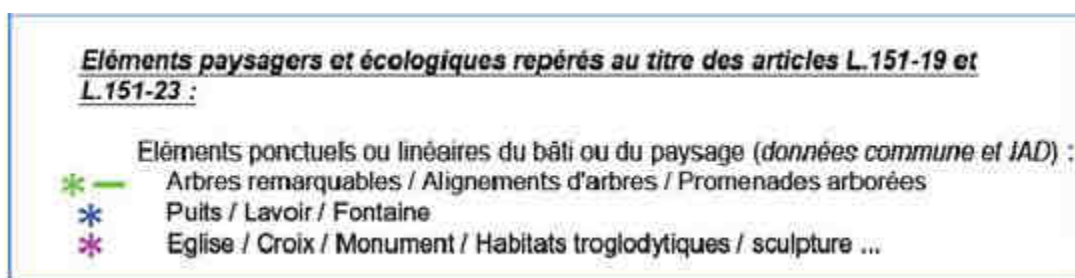 Eléments paysagers et écologiques repérés au titre des articles L.151-19 et
L.151-23 :
Eléments ponctuels ou linéaires du bâti ou du paysage (données commune et IAD) :
Arbres remarquables / Alignements d'arbres / Promenades arborées
Puits / Lavoir / Fontaine
Eglise / Croix / Monument / Habitats troglodytiques / sculpture ...